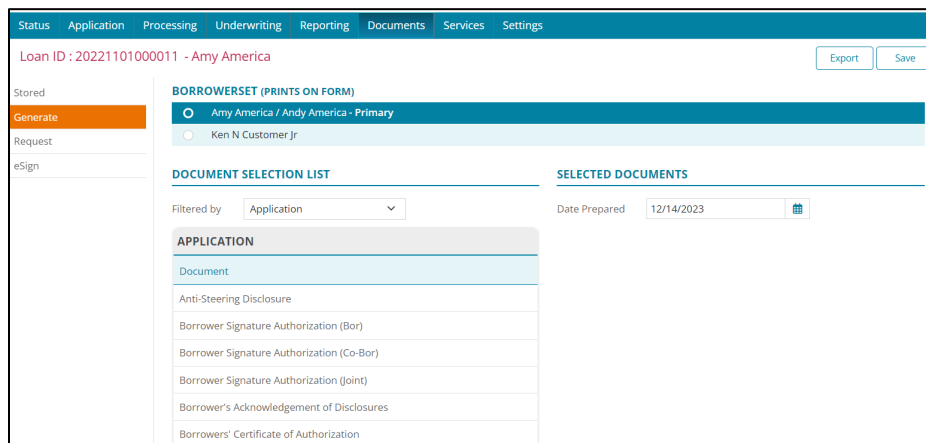 Status Application Processing Underwriting Reporting Documents Services Settings
Loan ID : 20221101000011 - Amy America
Export Save
Stored
Generate
Request
eSign
BORROWERSET (PRINTS ON FORM)
Amy America / Andy America - Primary
Ken N Customer Jr
DOCUMENT SELECTION LIST
Filtered by Application
APPLICATION
Document
Anti-Steering Disclosure
Borrower Signature Authorization (Bor)
Borrower Signature Authorization (Co-Bor)
Borrower Signature Authorization (Joint)
Borrower's Acknowledgement of Disclosures
Borrowers' Certificate of Authorization
SELECTED DOCUMENTS
Date Prepared 12/14/2023